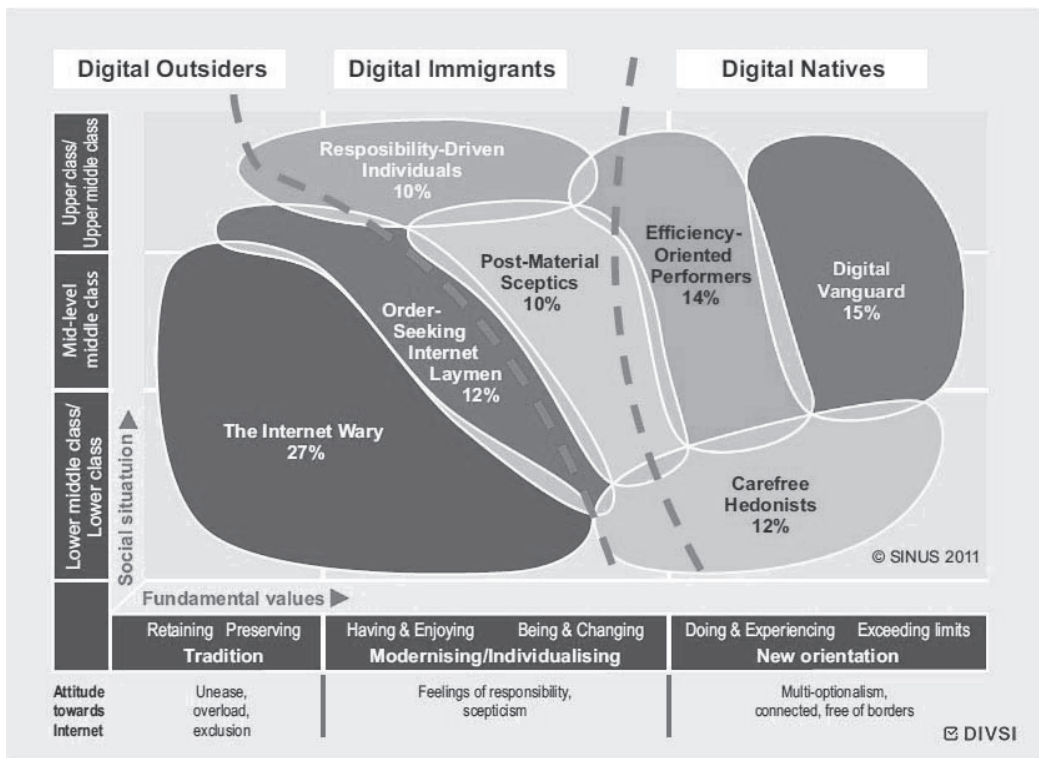 Digital Outsiders
Digital Immigrants
Digital Natives
Upper class/
Upper middle class
Mid-level
middle class
Lower middle class/
Lower class
Social situatuion
Resposibility-Driven
Individuals
10%
Post-Material
Sceptics
10%
Efficiency-
Oriented
Performers
14%
Digital
Vanguard
15%
Order-
Seeking
Internet
Laymen
12%
The Internet Wary
27%
Carefree
Hedonists
12%
© SINUS 2011
Fundamental values
Retaining Preserving
Tradition
Having & Enjoying Being & Changing
Modernising/Individualising
Doing & Experiencing Exceeding limits
New orientation
Attitude
towards
Internet
Unease,
overload,
exclusion
Feelings of responsibility,
scepticism
Multi-optionalism,
connected, free of borders
DIVSI